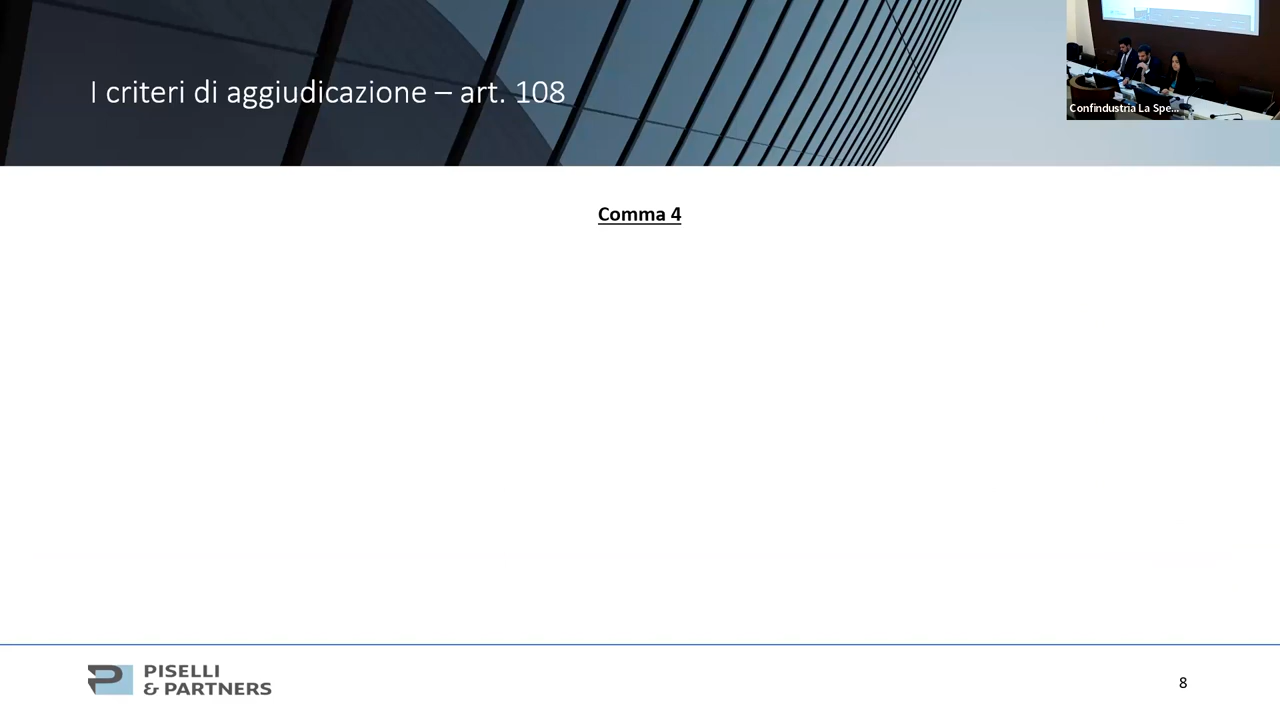 I criteri di aggiudicazione – art. 108
Confindustria La Spe...
Comma 4
PISELLI
& PARTNERS
8